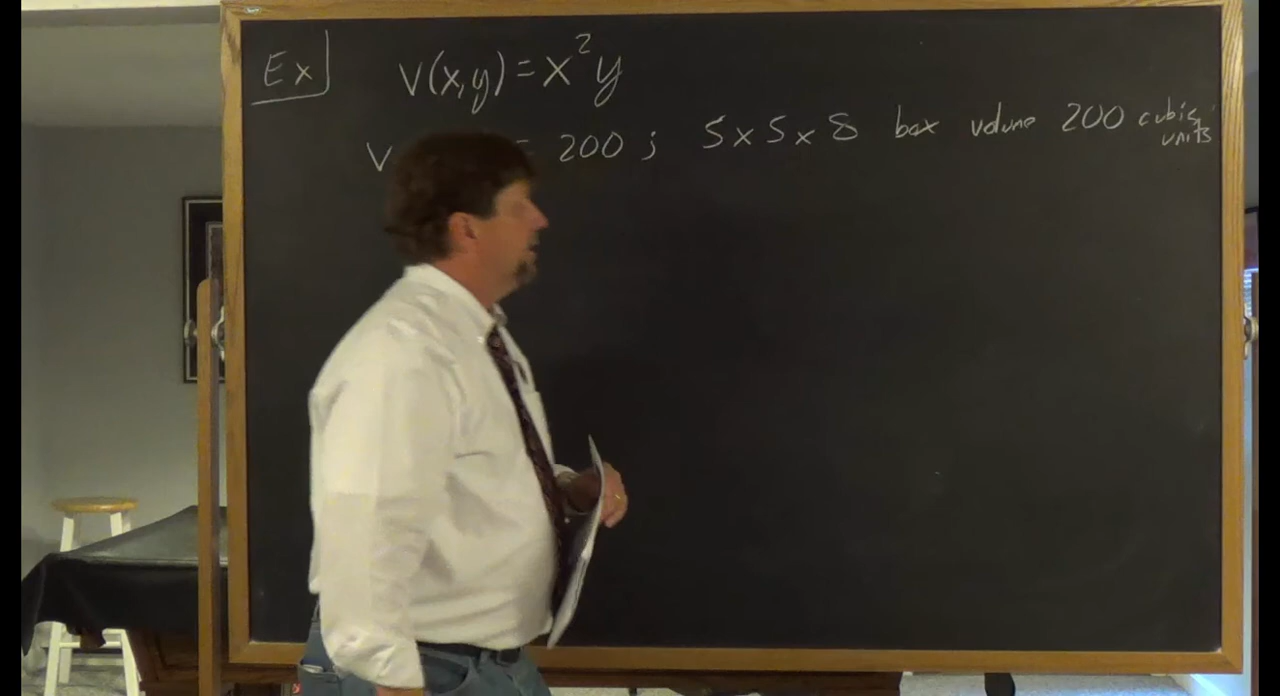 Ex
V(x,y) = x²y
V = 200 ; 5 x 5 x 8 box volume 200 cubic
units